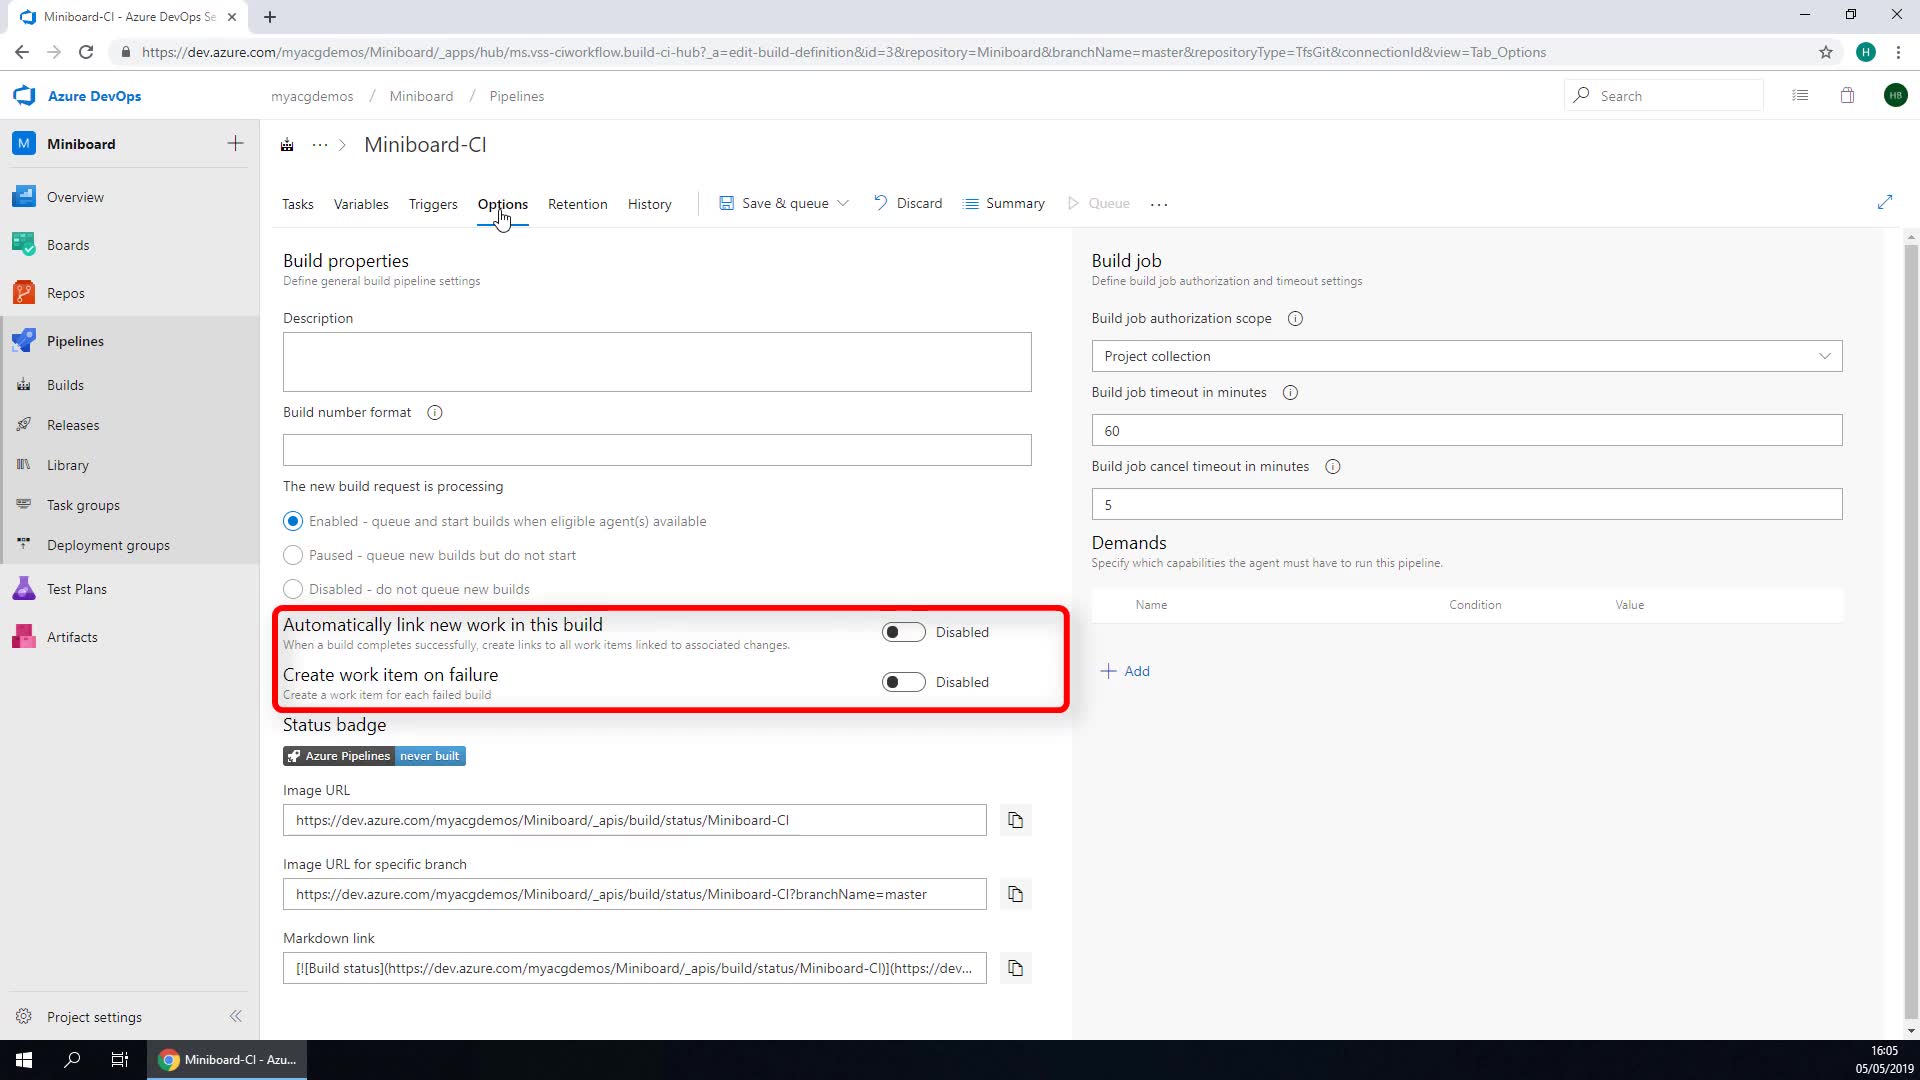 Miniboard-CI - Azure DevOps Se
https://dev.azure.com/myacgdemos/Miniboard/_apps/hub/ms.vss-ciworkflow.build-ci-hub?_a=edit-build-definition&id=3&repository=Miniboard&branchName=master&repositoryType=TfsGit&connectionId&view=Tab_Options
H
Azure DevOps
myacgdemos / Miniboard / Pipelines
Search
HB
M Miniboard
Overview
Boards
Repos
Pipelines
Builds
Releases
Library
Task groups
Deployment groups
Test Plans
Artifacts
Project settings
... > Miniboard-CI
Tasks Variables Triggers Options Retention History Save & queue Discard Summary Queue ...
Build properties
Define general build pipeline settings
Description
Build number format
The new build request is processing
Enabled - queue and start builds when eligible agent(s) available
Paused - queue new builds but do not start
Disabled - do not queue new builds
Automatically link new work in this build
When a build completes successfully, create links to all work items linked to associated changes.
Disabled
Create work item on failure
Create a work item for each failed build
Disabled
Status badge
Azure Pipelines never built
Image URL
https://dev.azure.com/myacgdemos/Miniboard/_apis/build/status/Miniboard-CI
Image URL for specific branch
https://dev.azure.com/myacgdemos/Miniboard/_apis/build/status/Miniboard-CI?branchName=master
Markdown link
[![Build status](https://dev.azure.com/myacgdemos/Miniboard/_apis/build/status/Miniboard-CI)](https://dev...
Build job
Define build job authorization and timeout settings
Build job authorization scope
Project collection
Build job timeout in minutes
60
Build job cancel timeout in minutes
5
Demands
Specify which capabilities the agent must have to run this pipeline.
Name Condition Value
+ Add
Miniboard-CI - Azu...
16:05
05/05/2019